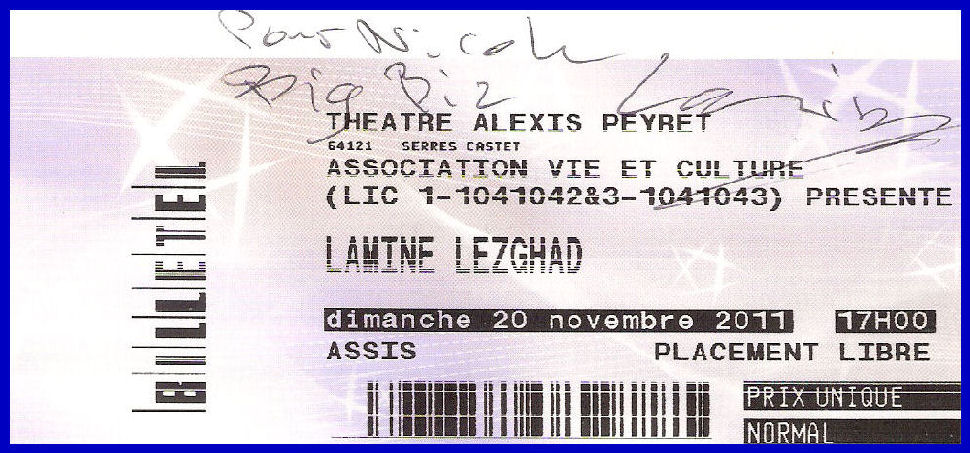 Pour Nicole
Big Biz
THEATRE ALEXIS PEYRET
64121 SERRES CASTET
ASSOCIATION VIE ET CULTURE
(LIC 1-1041042&3-1041043) PRESENTE
LAMINE LEZGHAD
dimanche 20 novembre 2011 17H00
ASSIS PLACEMENT LIBRE
PRIX UNIQUE
NORMAL
BILLETEL